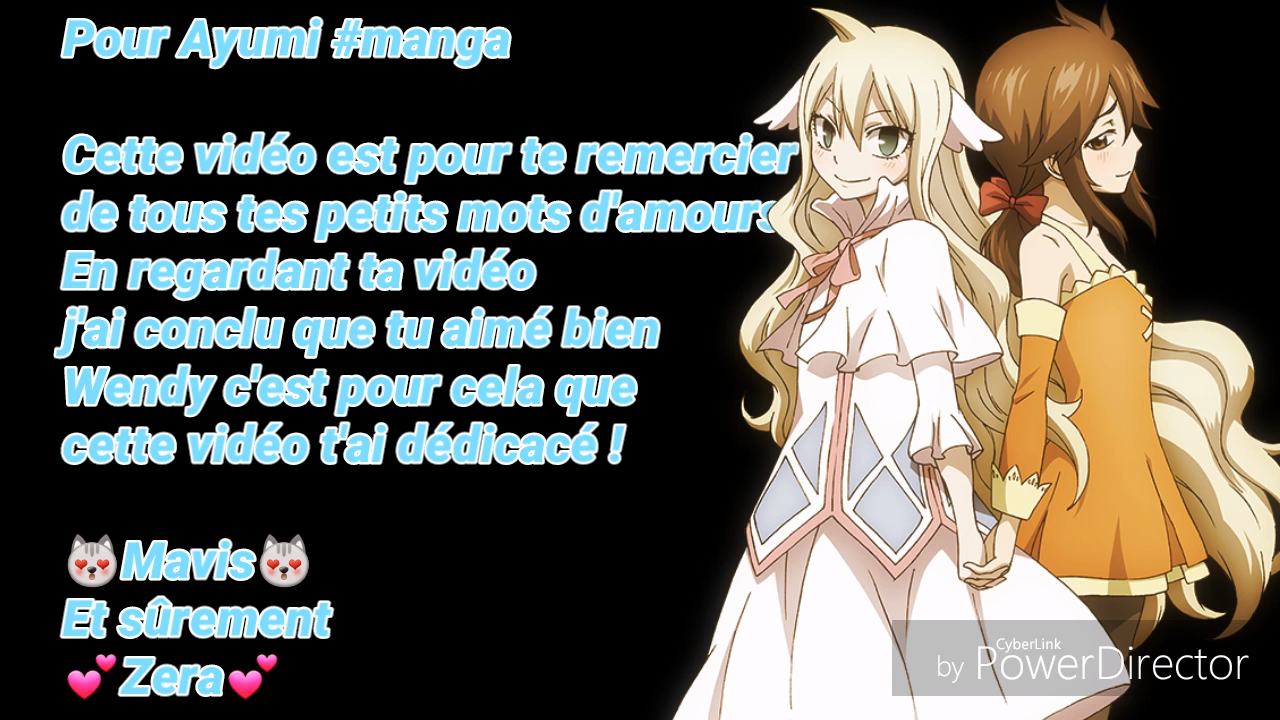 Pour Ayumi #manga
Cette vidéo est pour te remercier
de tous tes petits mots d'amours
En regardant ta vidéo
j'ai conclu que tu aimé bien
Wendy c'est pour cela que
cette vidéo t'ai dédicacé !
😻Mavis😻
Et sûrement
💕Zera💕
CyberLink
by PowerDirector